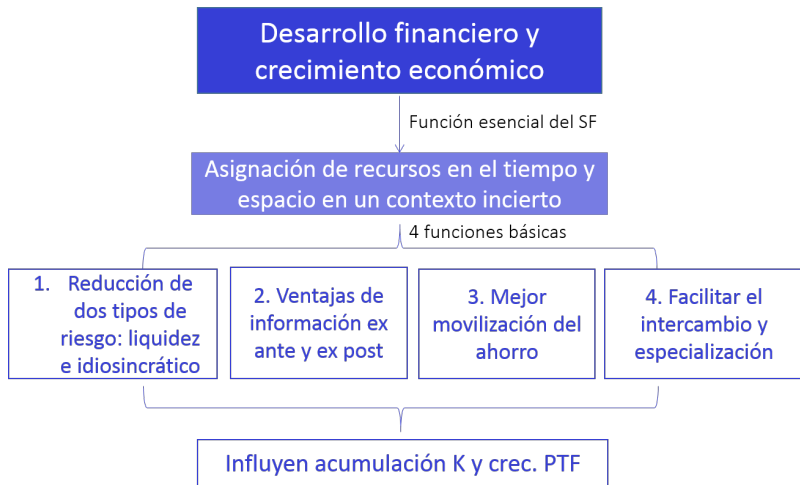 Desarrollo financiero y
crecimiento económico
Función esencial del SF
Asignación de recursos en el tiempo y
espacio en un contexto incierto
4 funciones básicas
1. Reducción de
dos tipos de
riesgo: liquidez
e idiosincrático
2. Ventajas de
información ex
ante y ex post
3. Mejor
movilización del
ahorro
4. Facilitar el
intercambio y
especialización
Influyen acumulación K y crec. PTF